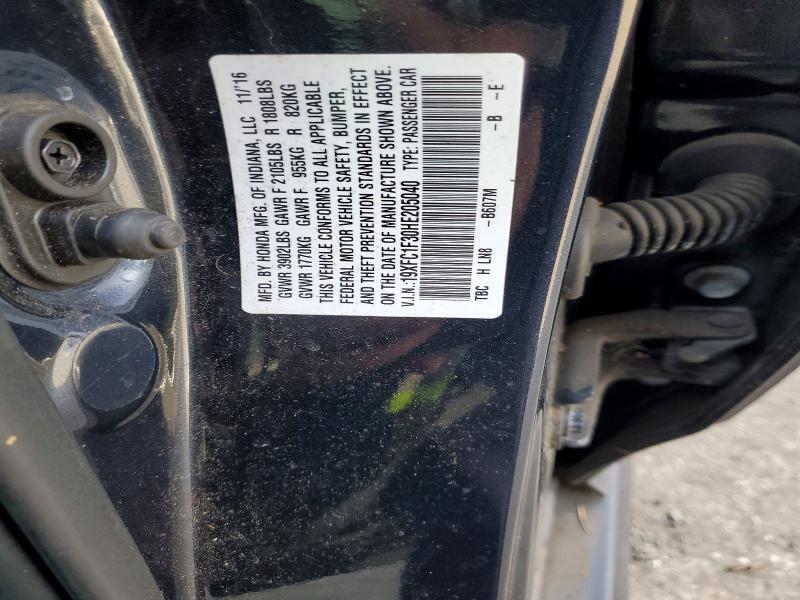 MFD. BY HONDA MFG. OF INDIANA, LLC 11/16
GVWR 3902LBS GAWR F 2105LBS R 1808LBS
GVWR 1770KG GAWR F 955KG R 820KG
THIS VEHICLE CONFORMS TO ALL APPLICABLE
FEDERAL MOTOR VEHICLE SAFETY, BUMPER,
AND THEFT PREVENTION STANDARDS IN EFFECT
ON THE DATE OF MANUFACTURE SHOWN ABOVE.
V.I.N.:19XFC1F30HE205040 TYPE: PASSENGER CAR
TBC H LN8 -B607M -B -E